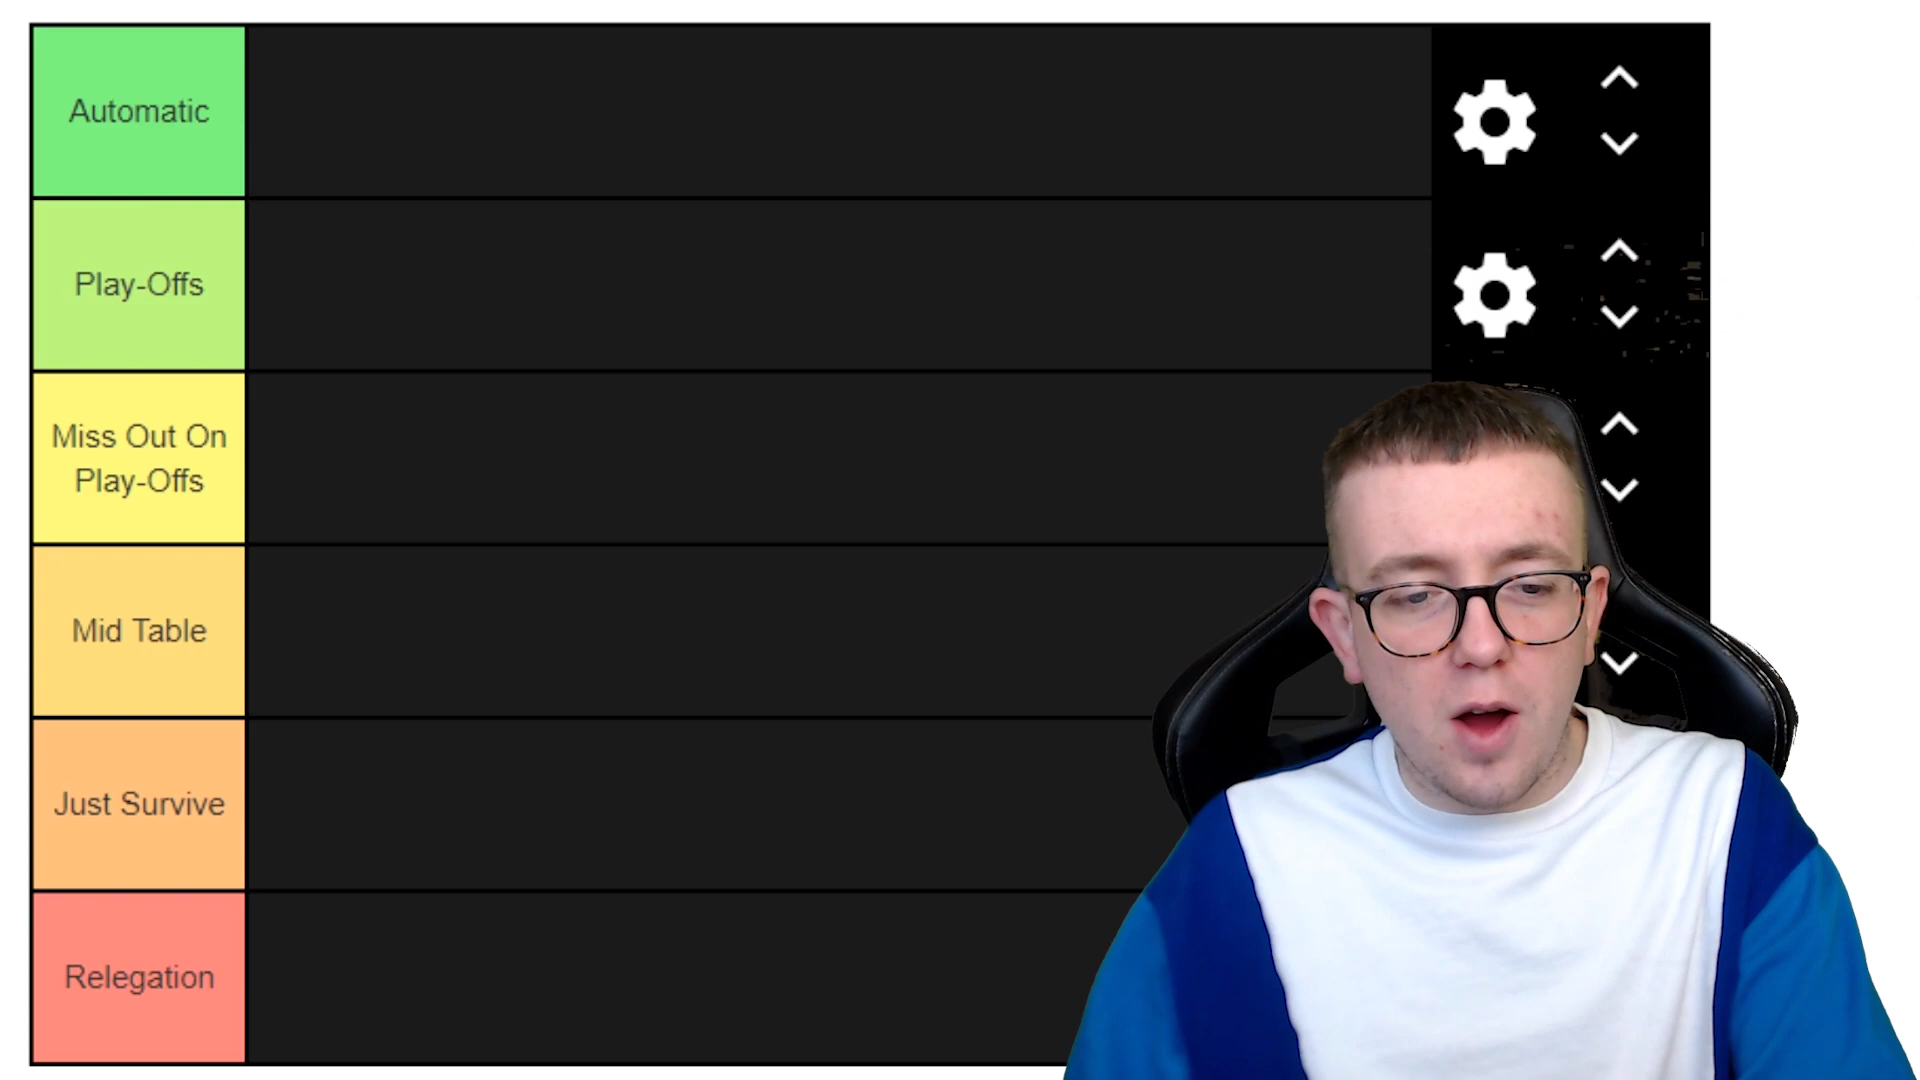 Automatic
Play-Offs
Miss Out On
Play-Offs
Mid Table
Just Survive
Relegation